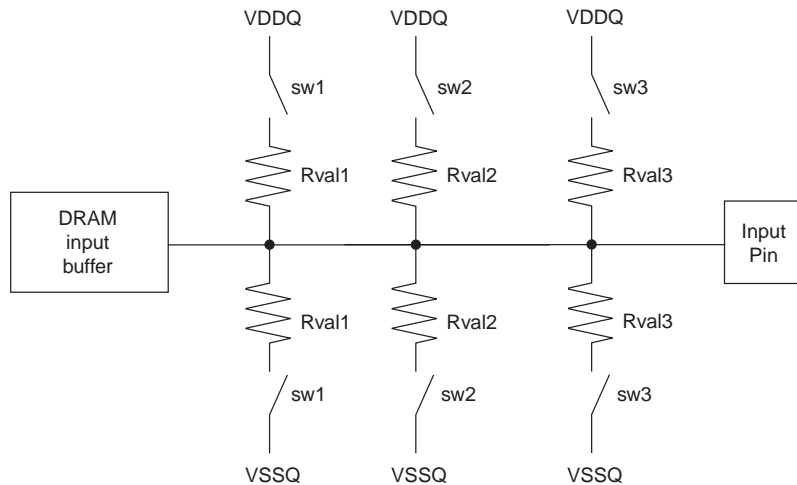 VDDQ VDDQ VDDQ
sw1 sw2 sw3
Rval1 Rval2 Rval3
DRAM
input
buffer
Input
Pin
Rval1 Rval2 Rval3
sw1 sw2 sw3
VSSQ VSSQ VSSQ